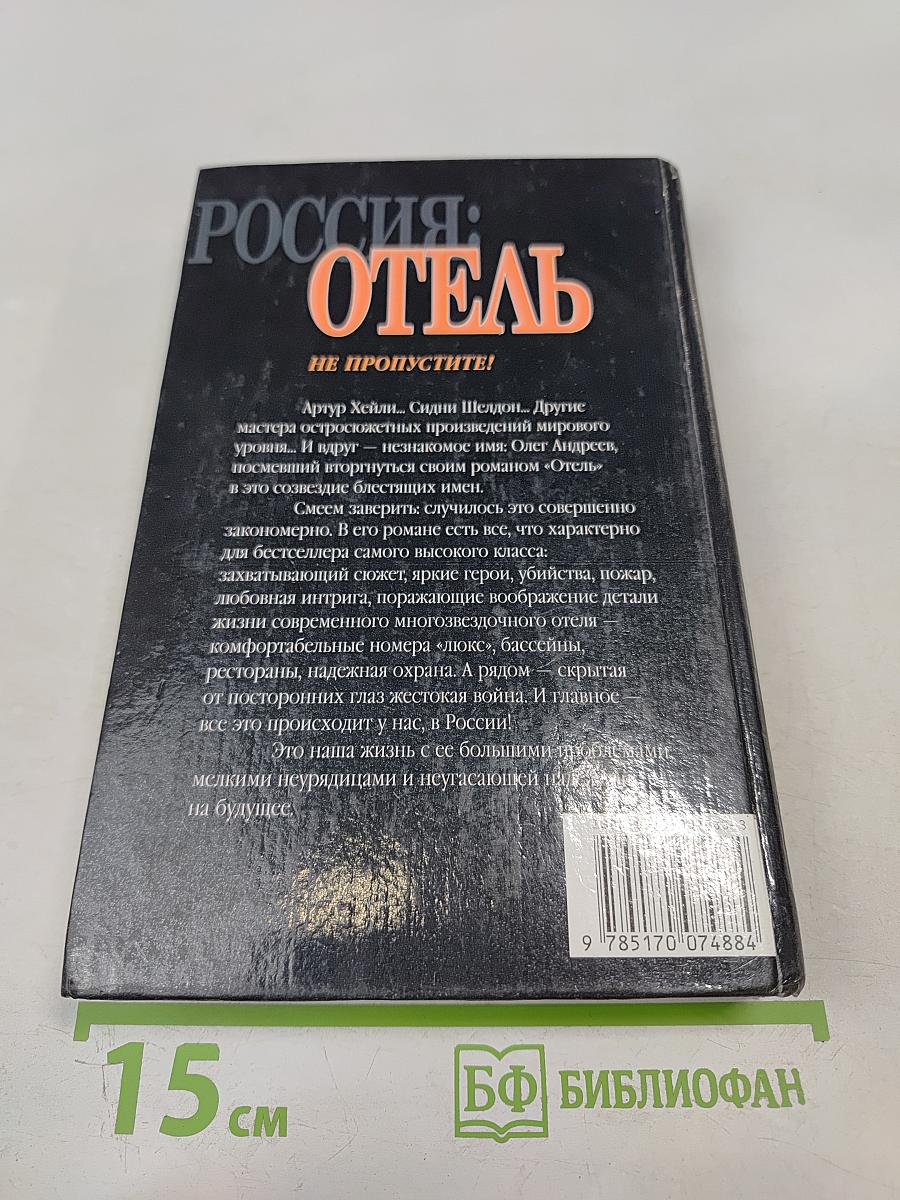 РОССИЯ:
ОТЕЛЬ
НЕ ПРОПУСТИТЕ!
Артур Хейли... Сидни Шелдон... Другие
мастера остросюжетных произведений мирового
уровня... И вдруг — незнакомое имя: Олег Андреев,
посмевший вторгнуться своим романом «Отель»
в это созвездие блестящих имен.
Смеем заверить: случилось это совершенно
закономерно. В его романе есть все, что характерно
для бестселлера самого высокого класса:
захватывающий сюжет, яркие герои, убийства, пожар,
любовная интрига, поражающие воображение детали
жизни современного многозвездочного отеля —
комфортабельные номера «люкс», бассейны,
рестораны, надежная охрана. А рядом — скрытая
от посторонних глаз жестокая война. И главное —
все это происходит у нас, в России!
Это наша жизнь с ее большими проблемами,
мелкими неурядицами и неугасающей
на будущее.
9 785170 074884
15 см
БФ БИБЛИОФАН